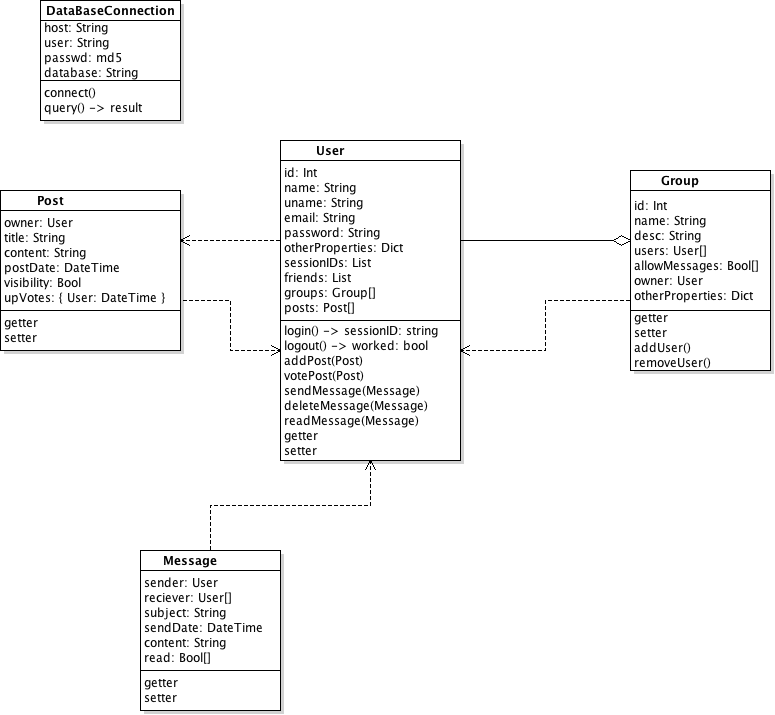 DataBaseConnection
host: String
user: String
passwd: md5
database: String
connect()
query() -> result
User
id: Int
name: String
uname: String
email: String
password: String
otherProperties: Dict
sessionIDs: List
friends: List
groups: Group[]
posts: Post[]
login() -> sessionID: string
logout() -> worked: bool
addPost(Post)
votePost(Post)
sendMessage(Message)
deleteMessage(Message)
readMessage(Message)
getter
setter
Group
id: Int
name: String
desc: String
users: User[]
allowMessages: Bool[]
owner: User
otherProperties: Dict
getter
setter
addUser()
removeUser()
Post
owner: User
title: String
content: String
postDate: DateTime
visibility: Bool
upVotes: { User: DateTime }
getter
setter
Message
sender: User
reciever: User[]
subject: String
sendDate: DateTime
content: String
read: Bool[]
getter
setter